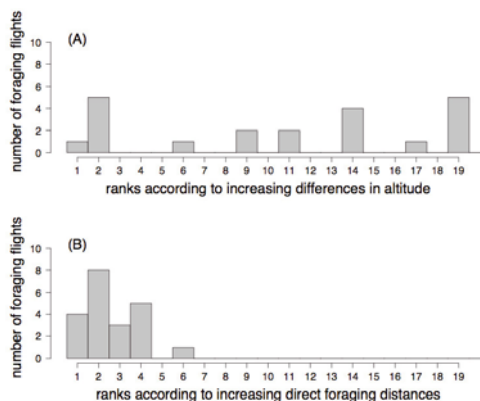 (A)
number of foraging flights
10
8
6
4
2
0
1 2 3 4 5 6 7 8 9 10 11 12 13 14 15 16 17 18 19
ranks according to increasing differences in altitude
(B)
number of foraging flights
10
8
6
4
2
0
1 2 3 4 5 6 7 8 9 10 11 12 13 14 15 16 17 18 19
ranks according to increasing direct foraging distances